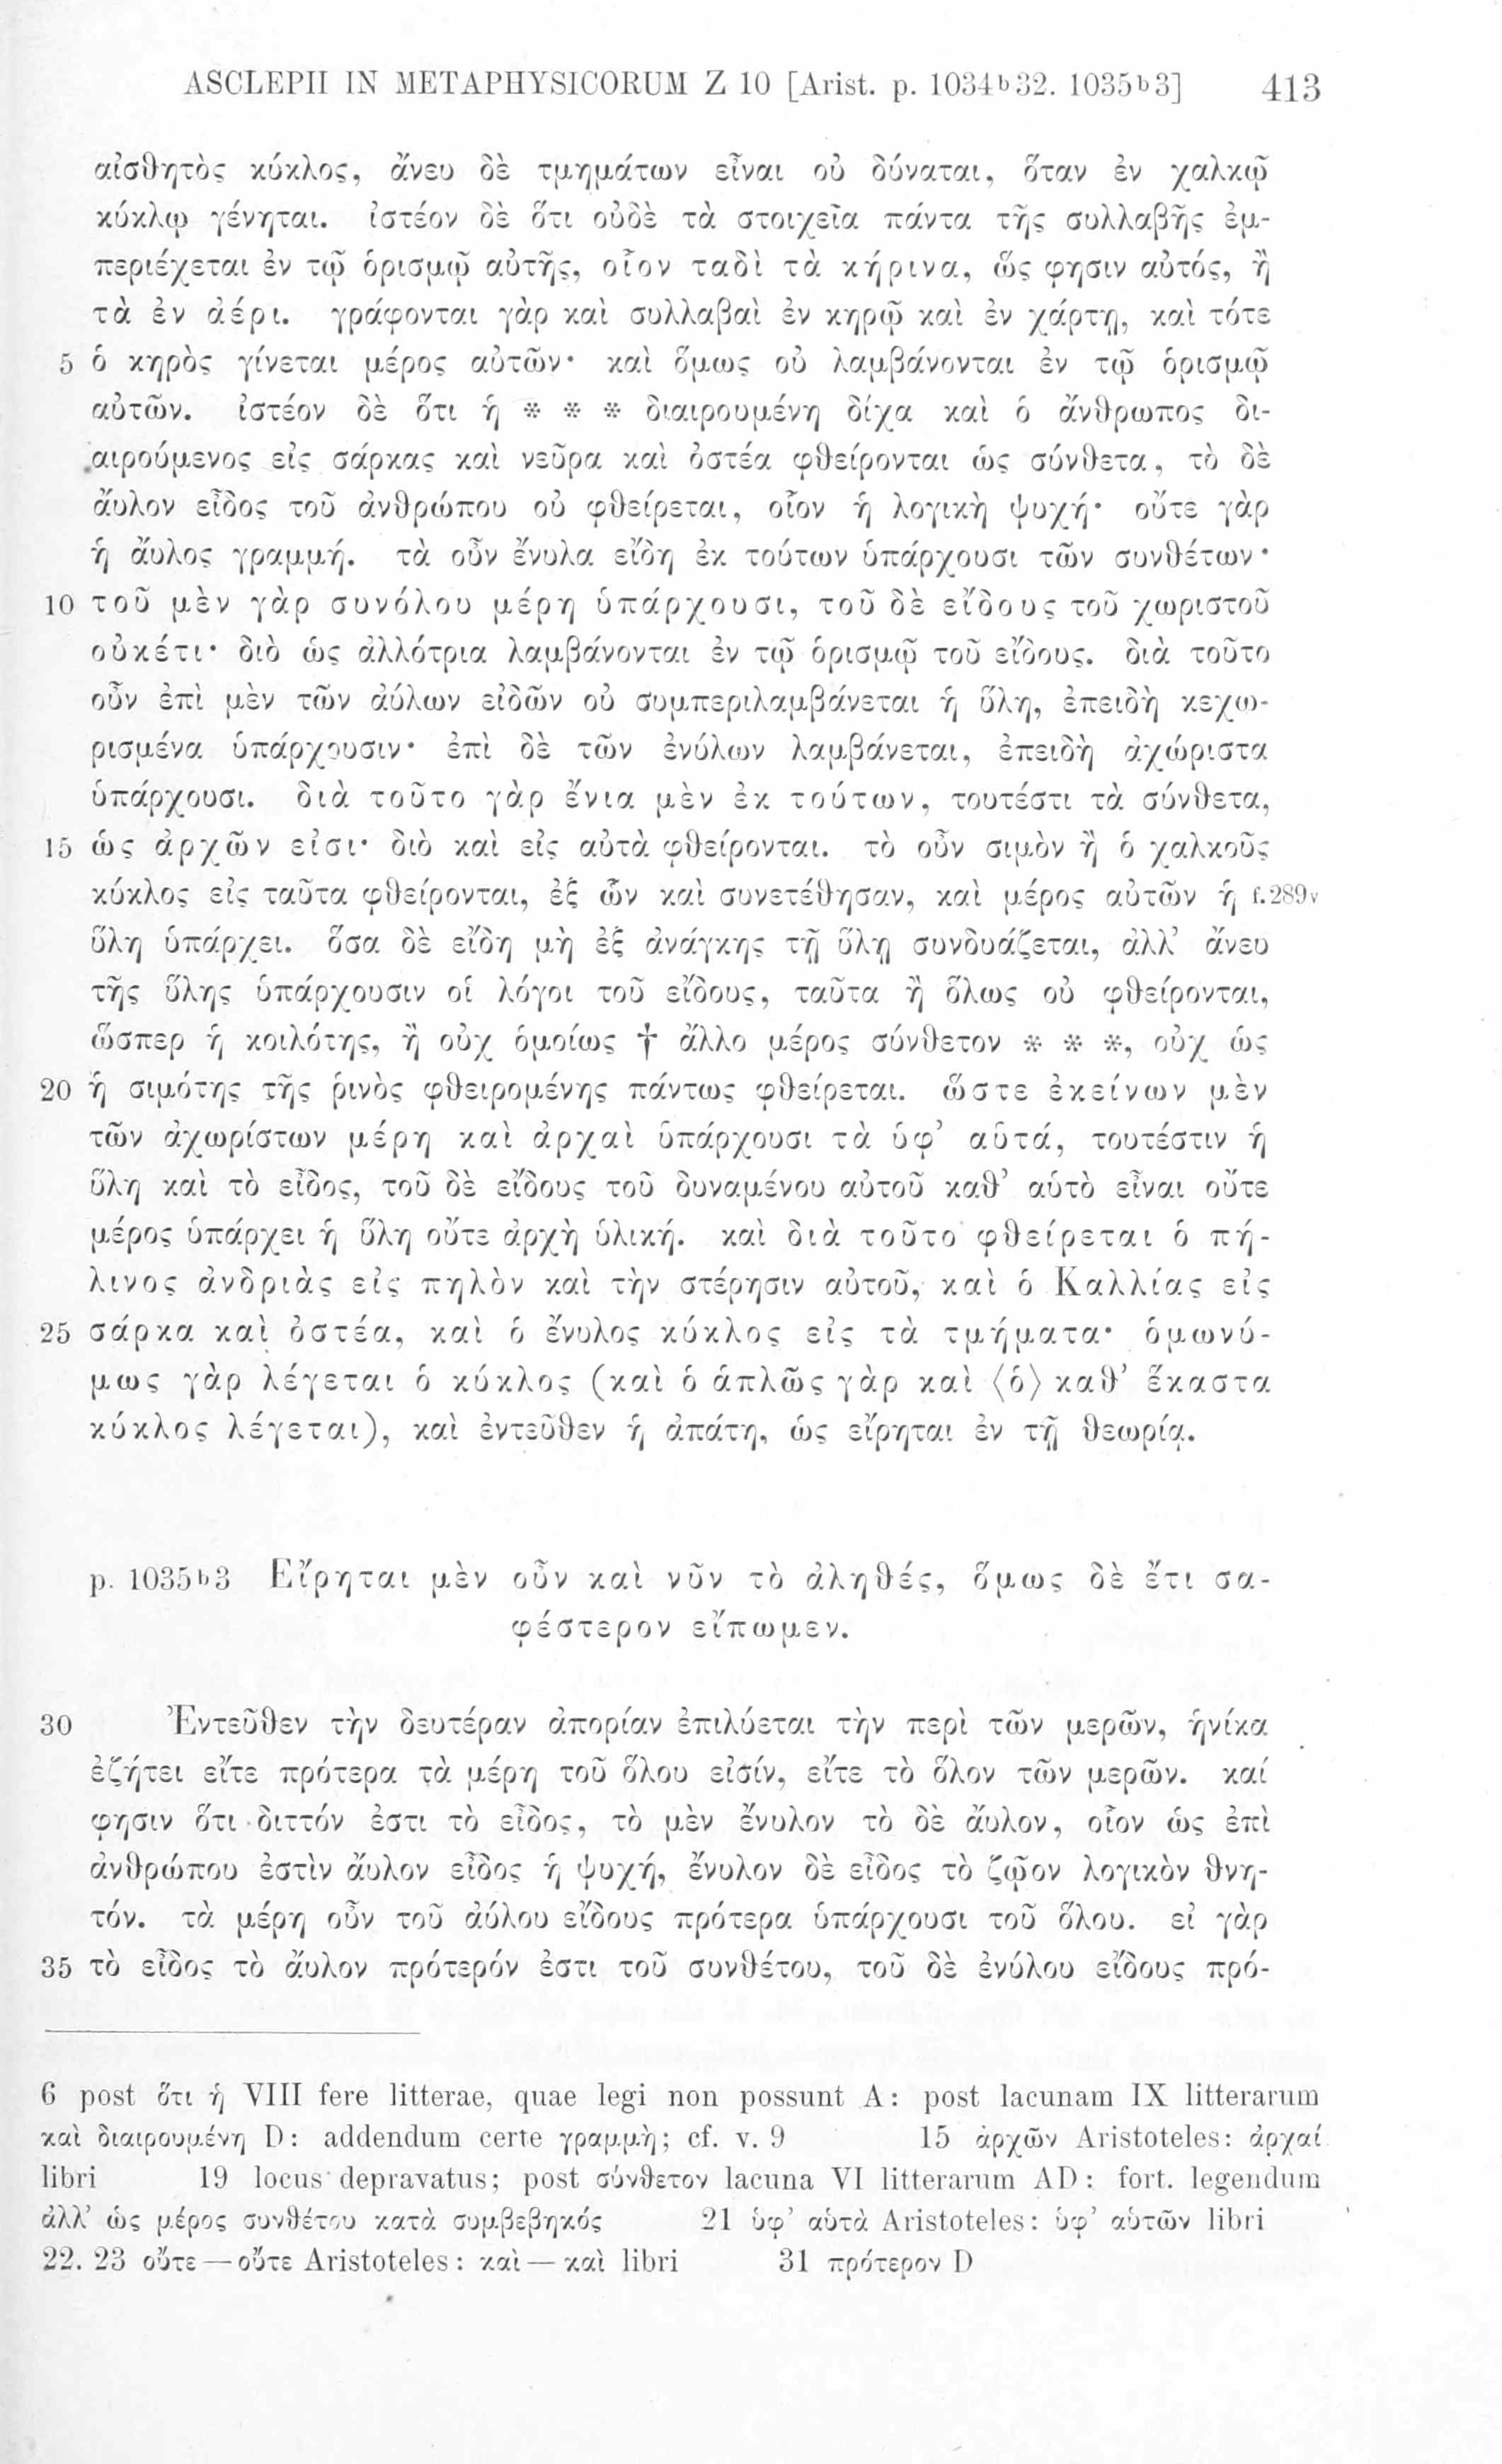 ASCLEPII IN METAPHYSICORUM Z 10 [Arist. p. 1034ᵇ32. 1035ᵇ3] 413
αἰσθητὸς κύκλος, ἄνευ δὲ τμημάτων εἶναι οὐ δύναται, ὅταν ἐν χαλκῷ
κύκλῳ γένηται. ἰστέον δὲ ὅτι οὐδὲ τὰ στοιχεῖα πάντα τῆς συλλαβῆς ἐμ-
περιέχεται ἐν τῷ ὁρισμῷ αὐτῆς, οἷον ταδὶ τὰ κήρινα, ὥς φησιν αὐτός, ἢ
τὰ ἐν ἀέρι. γράφονται γὰρ καὶ συλλαβαὶ ἐν κηρῷ καὶ ἐν χάρτῃ, καὶ τότε
5 ὁ κηρὸς γίνεται μέρος αὐτῶν· καὶ ὅμως οὐ λαμβάνονται ἐν τῷ ὁρισμῷ
αὐτῶν. ἰστέον δὲ ὅτι ἡ * * * διαιρουμένη δίχα καὶ ὁ ἄνθρωπος δι-
αιρούμενος εἰς σάρκας καὶ νεῦρα καὶ ὀστέα φθείρονται ὡς σύνθετα, τὸ δὲ
ἄυλον εἶδος τοῦ ἀνθρώπου οὐ φθείρεται, οἷον ἡ λογικὴ ψυχή· οὔτε γὰρ
ἡ ἄυλος γραμμή. τὰ οὖν ἔνυλα εἴδη ἐκ τούτων ὑπάρχουσι τῶν συνθέτων·
10 τοῦ μὲν γὰρ συνόλου μέρη ὑπάρχουσι, τοῦ δὲ εἴδους τοῦ χωριστοῦ
οὐκέτι· διὸ ὡς ἀλλότρια λαμβάνονται ἐν τῷ ὁρισμῷ τοῦ εἴδους. διὰ τοῦτο
οὖν ἐπὶ μὲν τῶν ἀύλων εἰδῶν οὐ συμπεριλαμβάνεται ἡ ὕλη, ἐπειδὴ κεχω-
ρισμένα ὑπάρχουσιν· ἐπὶ δὲ τῶν ἐνύλων λαμβάνεται, ἐπειδὴ ἀχώριστα
ὑπάρχουσι. διὰ τοῦτο γὰρ ἔνια μὲν ἐκ τούτων, τουτέστι τὰ σύνθετα,
15 ὡς ἀρχῶν εἰσι· διὸ καὶ εἰς αὐτὰ φθείρονται. τὸ οὖν σιμὸν ἢ ὁ χαλκοῦς
κύκλος εἰς ταῦτα φθείρονται, ἐξ ὧν καὶ συνετέθησαν, καὶ μέρος αὐτῶν ἡ f.289v
ὕλη ὑπάρχει. ὅσα δὲ εἴδη μὴ ἐξ ἀνάγκης τῇ ὕλῃ συνδυάζεται, ἀλλ’ ἄνευ
τῆς ὕλης ὑπάρχουσιν οἱ λόγοι τοῦ εἴδους, ταῦτα ἢ ὅλως οὐ φθείρονται,
ὥσπερ ἡ κοιλότης, ἢ οὐχ ὁμοίως † ἄλλο μέρος σύνθετον * * *, οὐχ ὡς
20 ἡ σιμότης τῆς ῥινὸς φθειρομένης πάντως φθείρεται. ὥστε ἐκείνων μὲν
τῶν ἀχωρίστων μέρη καὶ ἀρχαὶ ὑπάρχουσι τὰ ὑφ’ αὑτά, τουτέστιν ἡ
ὕλη καὶ τὸ εἶδος, τοῦ δὲ εἴδους τοῦ δυναμένου αὐτοῦ καθ’ αὑτὸ εἶναι οὔτε
μέρος ὑπάρχει ἡ ὕλη οὔτε ἀρχὴ ὑλική. καὶ διὰ τοῦτο φθείρεται ὁ πή-
λινος ἀνδριὰς εἰς πηλὸν καὶ τὴν στέρησιν αὐτοῦ, καὶ ὁ Καλλίας εἰς
25 σάρκα καὶ ὀστέα, καὶ ὁ ἔνυλος κύκλος εἰς τὰ τμήματα· ὁμωνύ-
μως γὰρ λέγεται ὁ κύκλος (καὶ ὁ ἁπλῶς γὰρ καὶ ⟨ὁ⟩ καθ’ ἕκαστα
κύκλος λέγεται), καὶ ἐντεῦθεν ἡ ἀπάτη, ὡς εἴρηται ἐν τῇ θεωρίᾳ.
p. 1035ᵇ3 Εἴρηται μὲν οὖν καὶ νῦν τὸ ἀληθές, ὅμως δὲ ἔτι σα-
φέστερον εἴπωμεν.
30 Ἐντεῦθεν τὴν δευτέραν ἀπορίαν ἐπιλύεται τὴν περὶ τῶν μερῶν, ἡνίκα
ἐζήτει εἴτε πρότερα τὰ μέρη τοῦ ὅλου εἰσίν, εἴτε τὸ ὅλον τῶν μερῶν. καί
φησιν ὅτι διττόν ἐστι τὸ εἶδος, τὸ μὲν ἔνυλον τὸ δὲ ἄυλον, οἷον ὡς ἐπὶ
ἀνθρώπου ἐστὶν ἄυλον εἶδος ἡ ψυχή, ἔνυλον δὲ εἶδος τὸ ζῷον λογικὸν θνη-
τόν. τὰ μέρη οὖν τοῦ ἀύλου εἴδους πρότερα ὑπάρχουσι τοῦ ὅλου. εἰ γὰρ
35 τὸ εἶδος τὸ ἄυλον πρότερόν ἐστι τοῦ συνθέτου, τοῦ δὲ ἐνύλου εἴδους πρό-
6 post ὅτι ἡ VIII fere litterae, quae legi non possunt A: post lacunam IX litterarum
καὶ διαιρουμένη D: addendum certe γραμμὴ; cf. v. 9 15 ἀρχῶν Aristoteles: ἀρχαί
libri 19 locus depravatus; post σύνθετον lacuna VI litterarum AD: fort. legendum
ἀλλ’ ὡς μέρος συνθέτου κατὰ συμβεβηκός 21 ὑφ’ αὑτὰ Aristoteles: ὑφ’ αὑτῶν libri
22. 23 οὔτε — οὔτε Aristoteles: καὶ — καὶ libri 31 πρότερον D